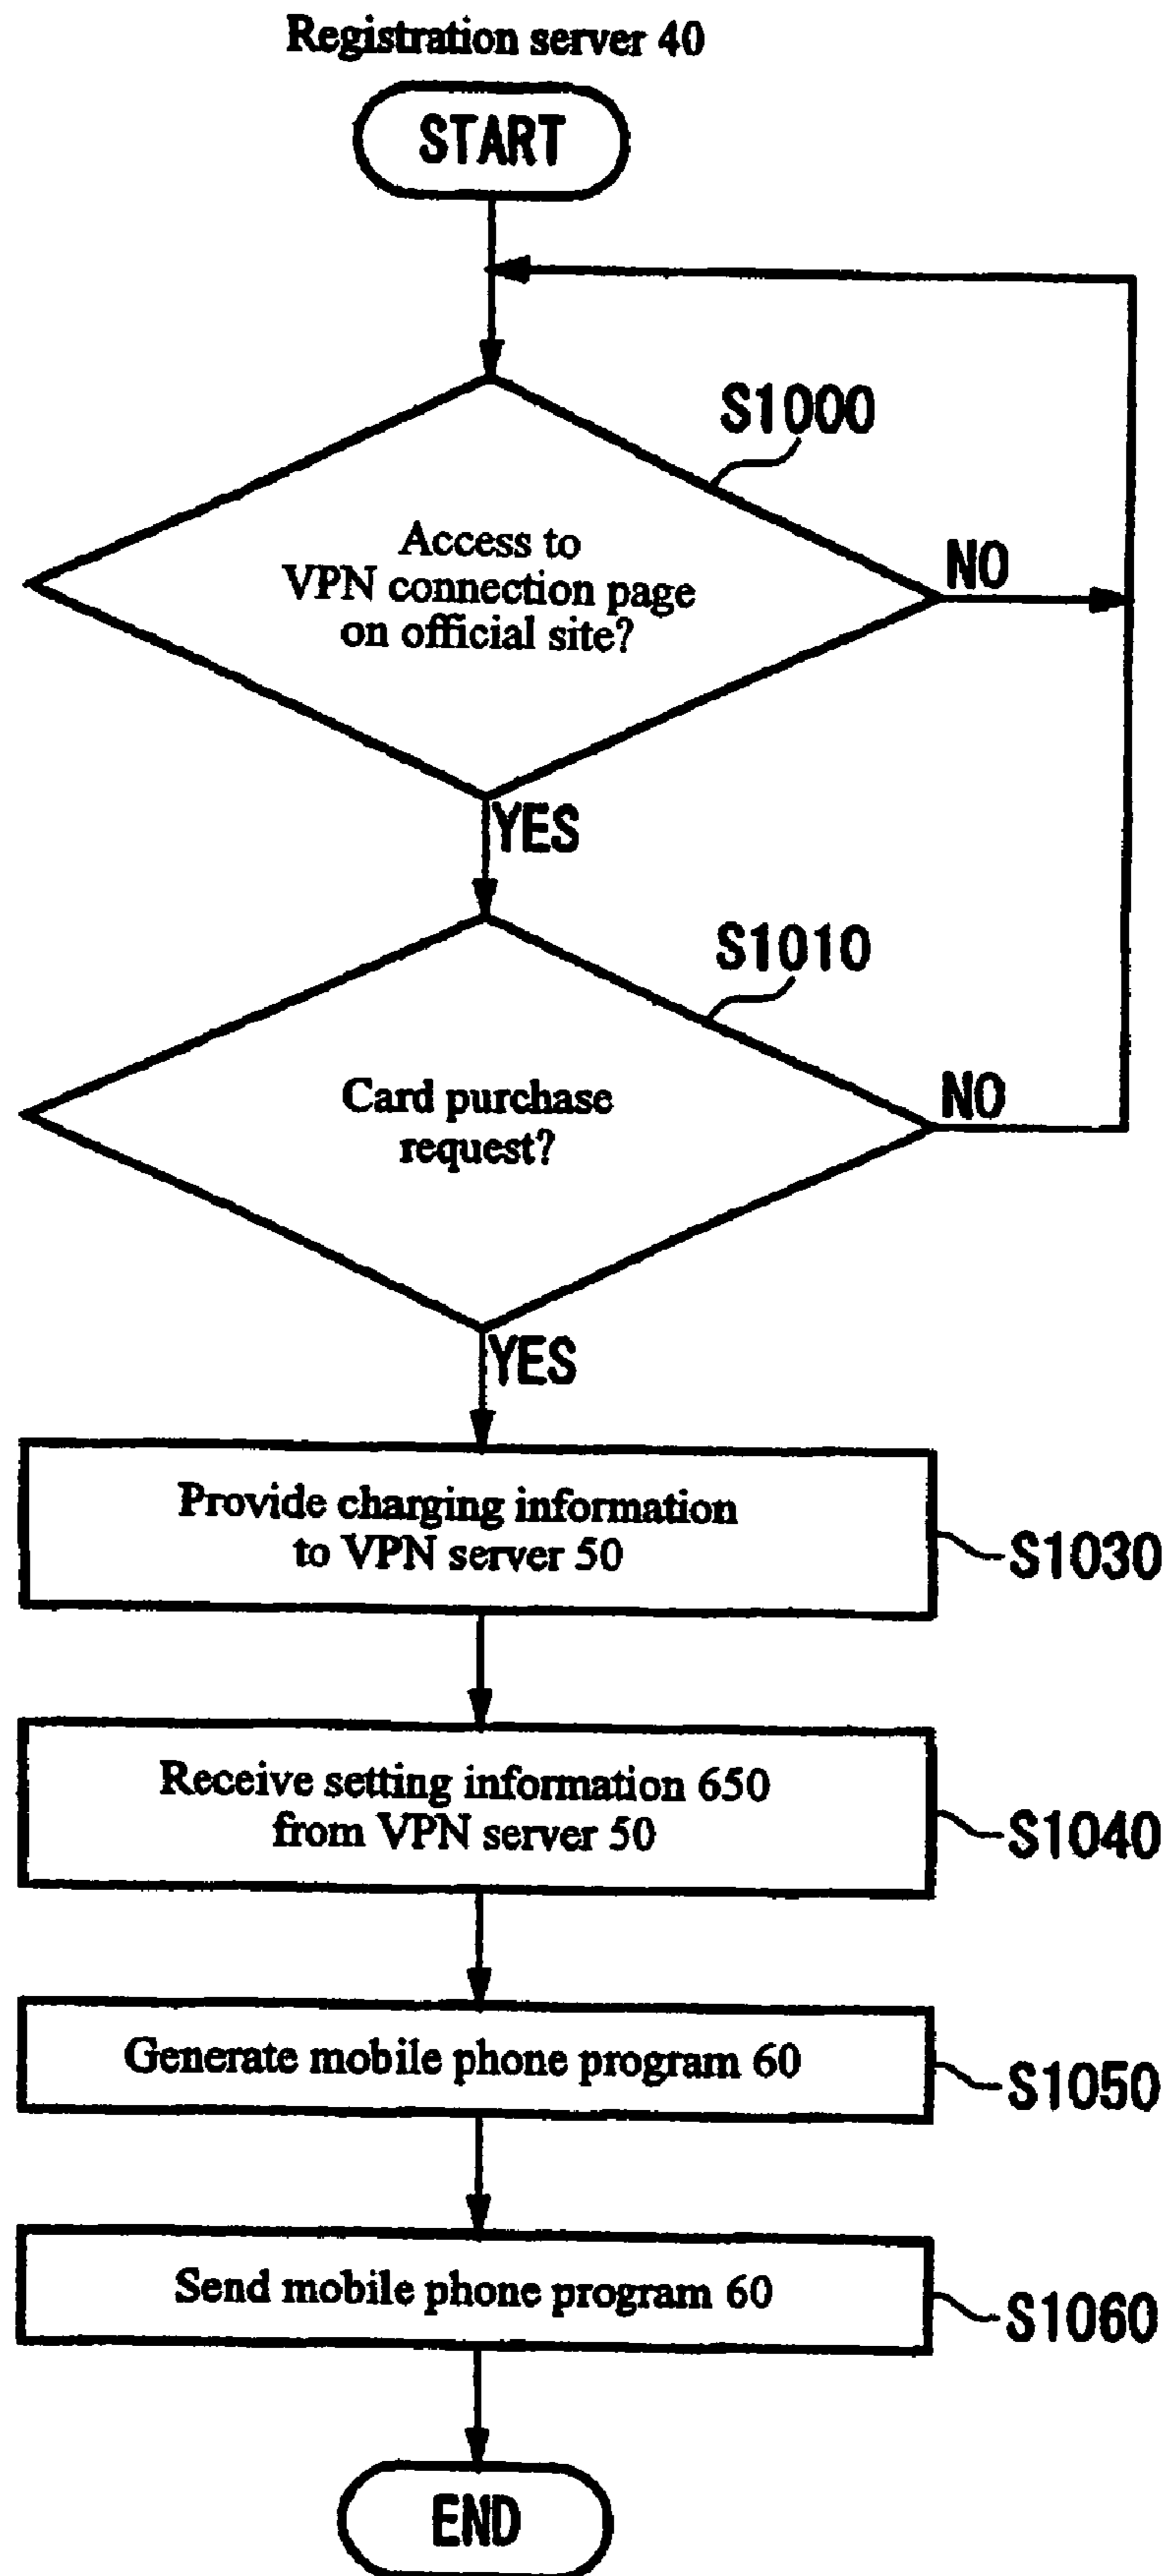 Registration server 40
START
S1000
Access to
VPN connection page
on official site?
NO
YES
S1010
Card purchase
request?
NO
YES
Provide charging information
to VPN server 50
S1030
Receive setting information 650
from VPN server 50
S1040
Generate mobile phone program 60
S1050
Send mobile phone program 60
S1060
END